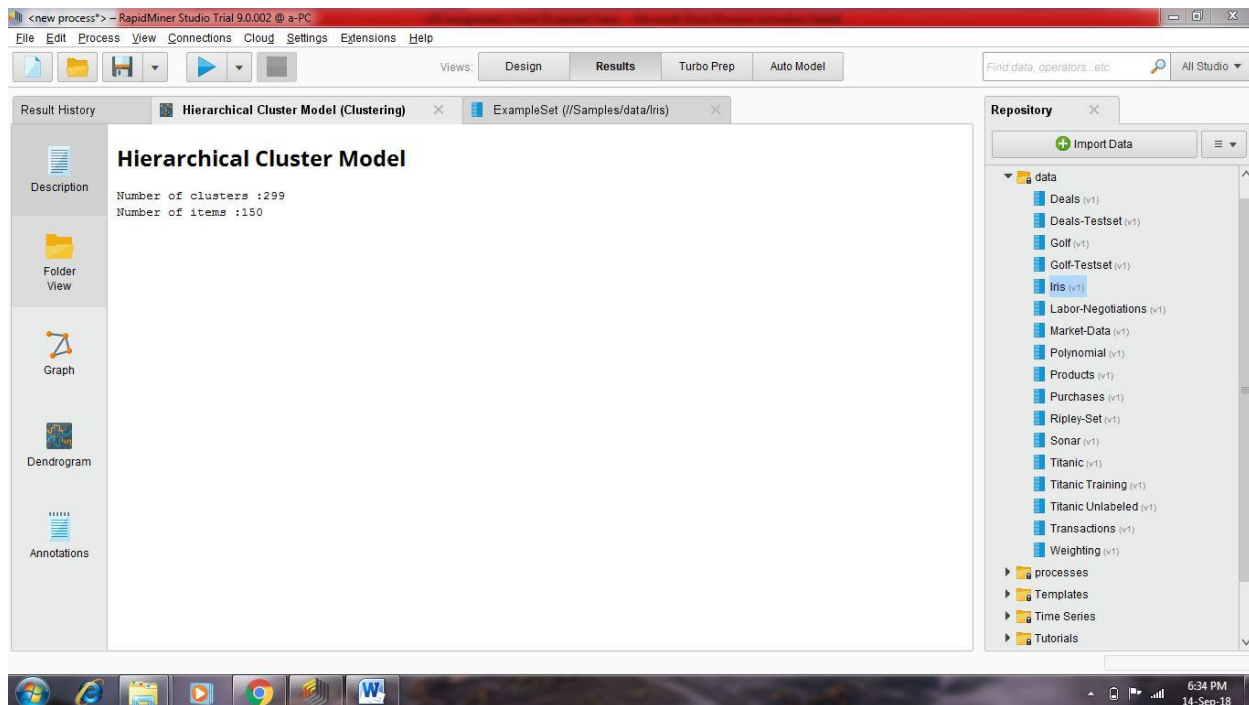 <new process*> – RapidMiner Studio Trial 9.0.002 @ a-PC
File Edit Process View Connections Cloud Settings Extensions Help
Views: Design Results Turbo Prep Auto Model
Find data, operators...etc
All Studio
Result History
Hierarchical Cluster Model (Clustering)
ExampleSet (//Samples/data/Iris)
Repository
Description
Folder View
Graph
Dendrogram
Annotations
Hierarchical Cluster Model
Number of clusters :299
Number of items :150
Import Data
data
Deals (v1)
Deals-Testset (v1)
Golf (v1)
Golf-Testset (v1)
Iris (v1)
Labor-Negotiations (v1)
Market-Data (v1)
Polynomial (v1)
Products (v1)
Purchases (v1)
Ripley-Set (v1)
Sonar (v1)
Titanic (v1)
Titanic Training (v1)
Titanic Unlabeled (v1)
Transactions (v1)
Weighting (v1)
processes
Templates
Time Series
Tutorials
6:34 PM
14-Sep-18